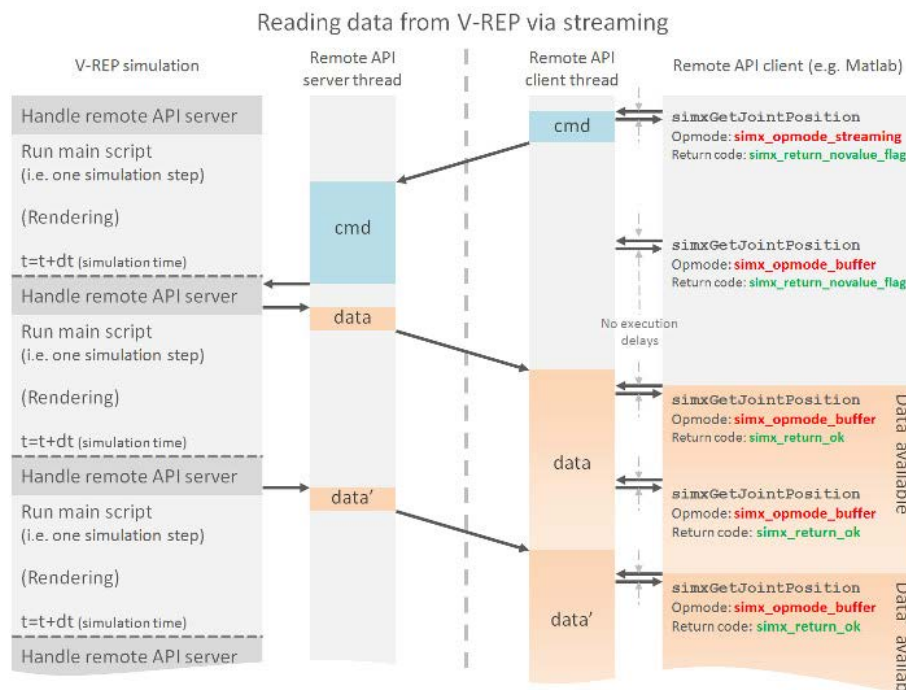 Reading data from V-REP via streaming
V-REP simulation
Remote API
server thread
Remote API
client thread
Remote API client (e.g. Matlab)
Handle remote API server
Run main script
(i.e. one simulation step)
(Rendering)
t=t+dt (simulation time)
Handle remote API server
Run main script
(i.e. one simulation step)
(Rendering)
t=t+dt (simulation time)
Handle remote API server
Run main script
(i.e. one simulation step)
(Rendering)
t=t+dt (simulation time)
Handle remote API server
cmd
data
data'
cmd
data
data'
No execution
delays
simxGetJointPosition
Opmode: simx_opmode_streaming
Return code: simx_return_novalue_flag
simxGetJointPosition
Opmode: simx_opmode_buffer
Return code: simx_return_novalue_flag
simxGetJointPosition
Opmode: simx_opmode_buffer
Return code: simx_return_ok
simxGetJointPosition
Opmode: simx_opmode_buffer
Return code: simx_return_ok
simxGetJointPosition
Opmode: simx_opmode_buffer
Return code: simx_return_ok
Data available
Data availab